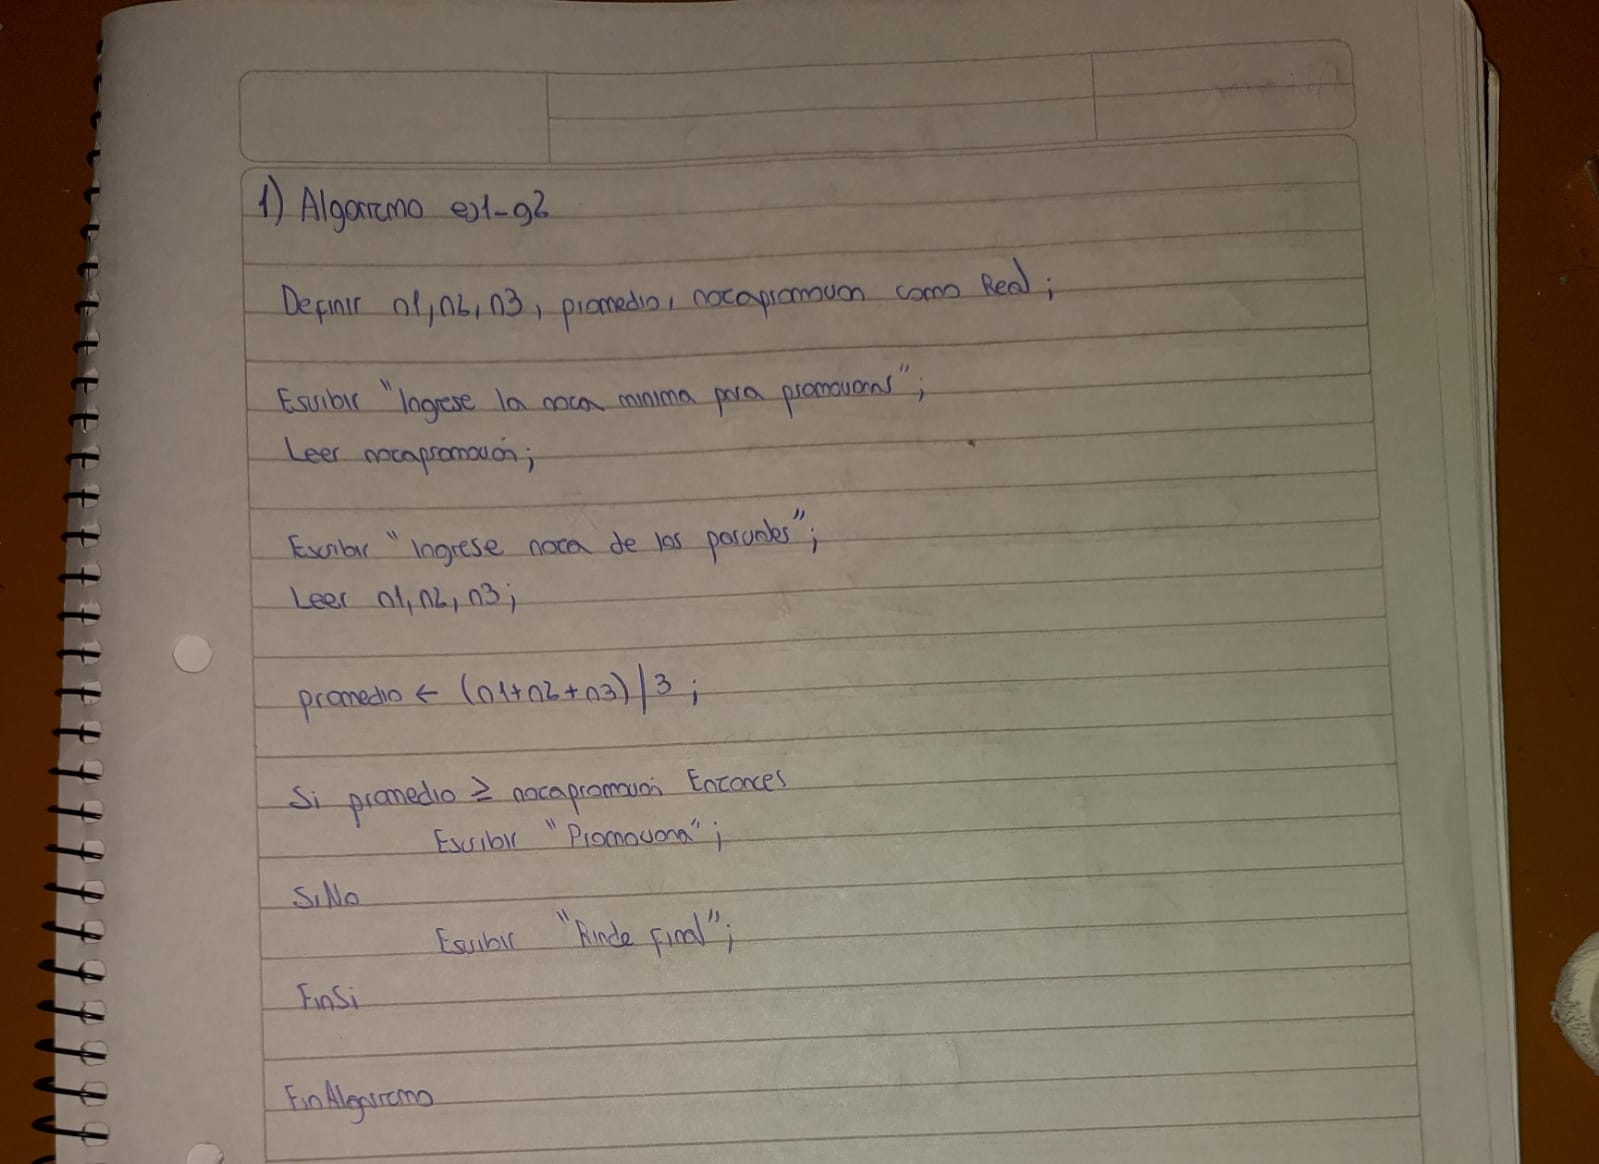 1) Algoritmo ej1-g2
Definir n1, n2, n3, promedio, notapromocion como Real;
Escribir "Ingrese la nota minima para promocionar";
Leer notapromoción;
Escribir "Ingrese nota de los parciales";
Leer n1, n2, n3;
promedio ← (n1+n2+n3)/3;
Si promedio ≥ notapromoción Entonces
Escribir "Promociona";
SiNo
Escribir "Rinde final";
FinSi
FinAlgoritmo